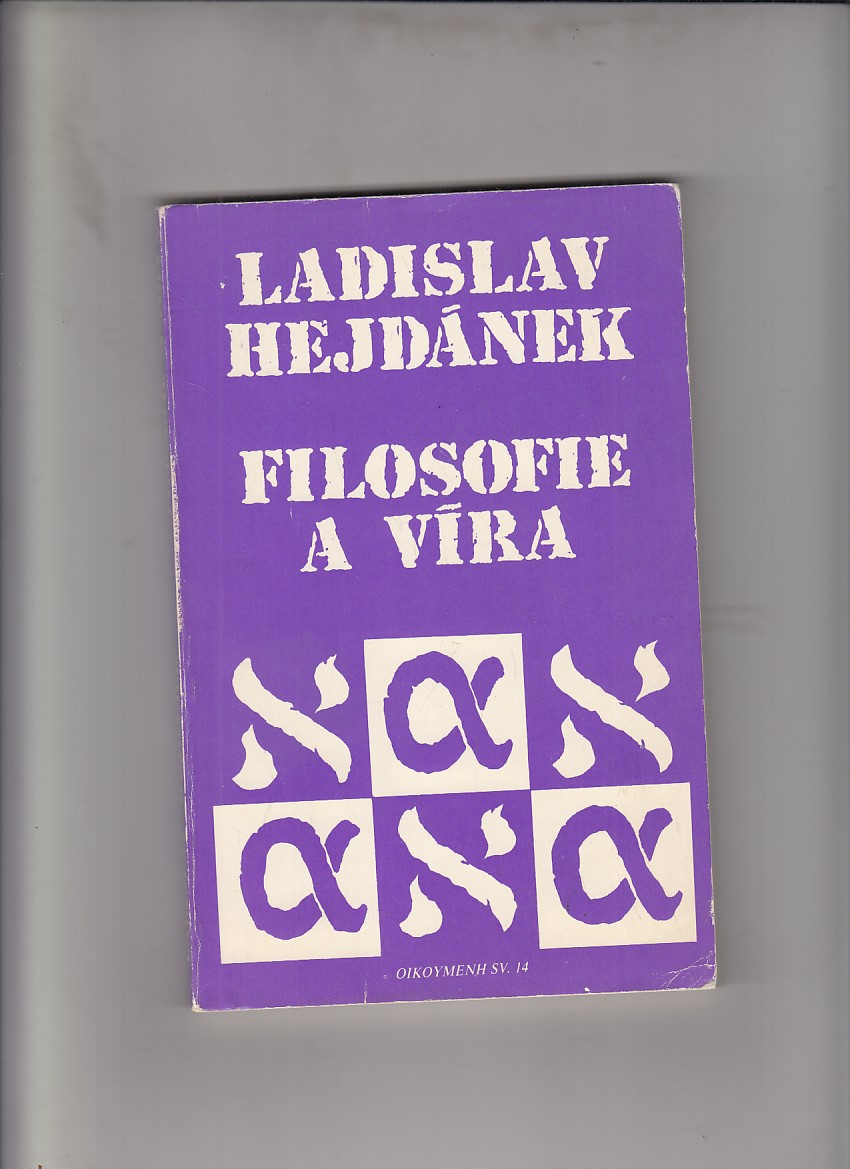 LADISLAV
HEJDÁNEK
FILOSOFIE
A VÍRA
א α א
α א α
OIKOYMENH SV. 14